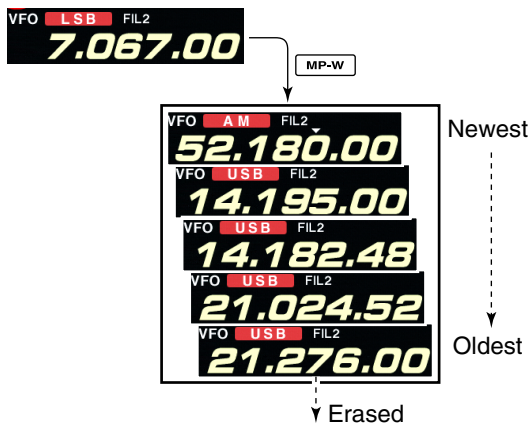 VFO LSB FIL2
7.067.00
MP-W
VFO AM FIL2
52.180.00
Newest
VFO USB FIL2
14.195.00
VFO USB FIL2
14.182.48
VFO USB FIL2
21.024.52
VFO USB FIL2
21.276.00
Oldest
Erased